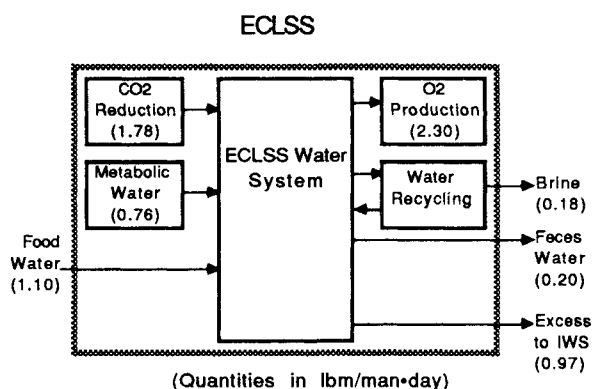 ECLSS
CO2
Reduction
(1.78)
O2
Production
(2.30)
ECLSS Water
System
Metabolic
Water
(0.76)
Water
Recycling
Brine
(0.18)
Food
Water
(1.10)
Feces
Water
(0.20)
Excess
to IWS
(0.97)
(Quantities in lbm/man•day)